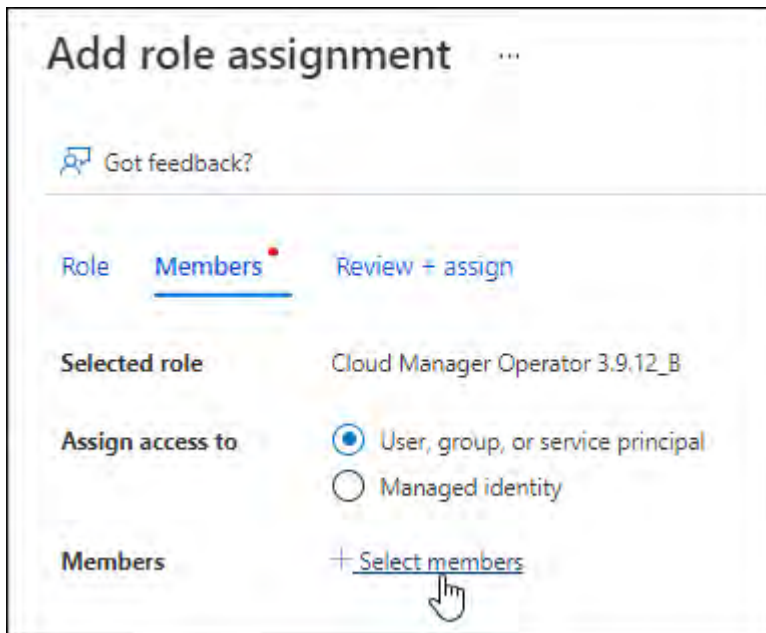 Add role assignment ...
Got feedback?
Role Members Review + assign
Selected role Cloud Manager Operator 3.9.12_B
Assign access to User, group, or service principal
Managed identity
Members + Select members